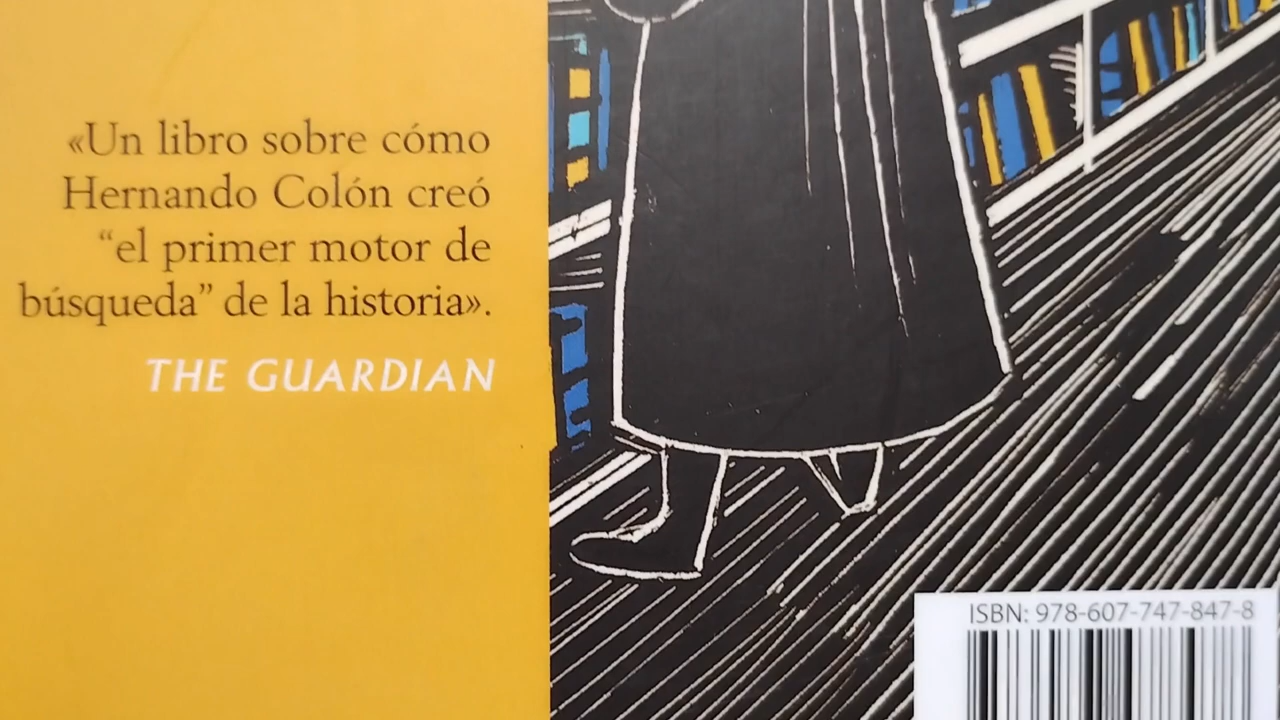 «Un libro sobre cómo
Hernando Colón creó
“el primer motor de
búsqueda” de la historia».
THE GUARDIAN
ISBN: 978-607-747-847-8